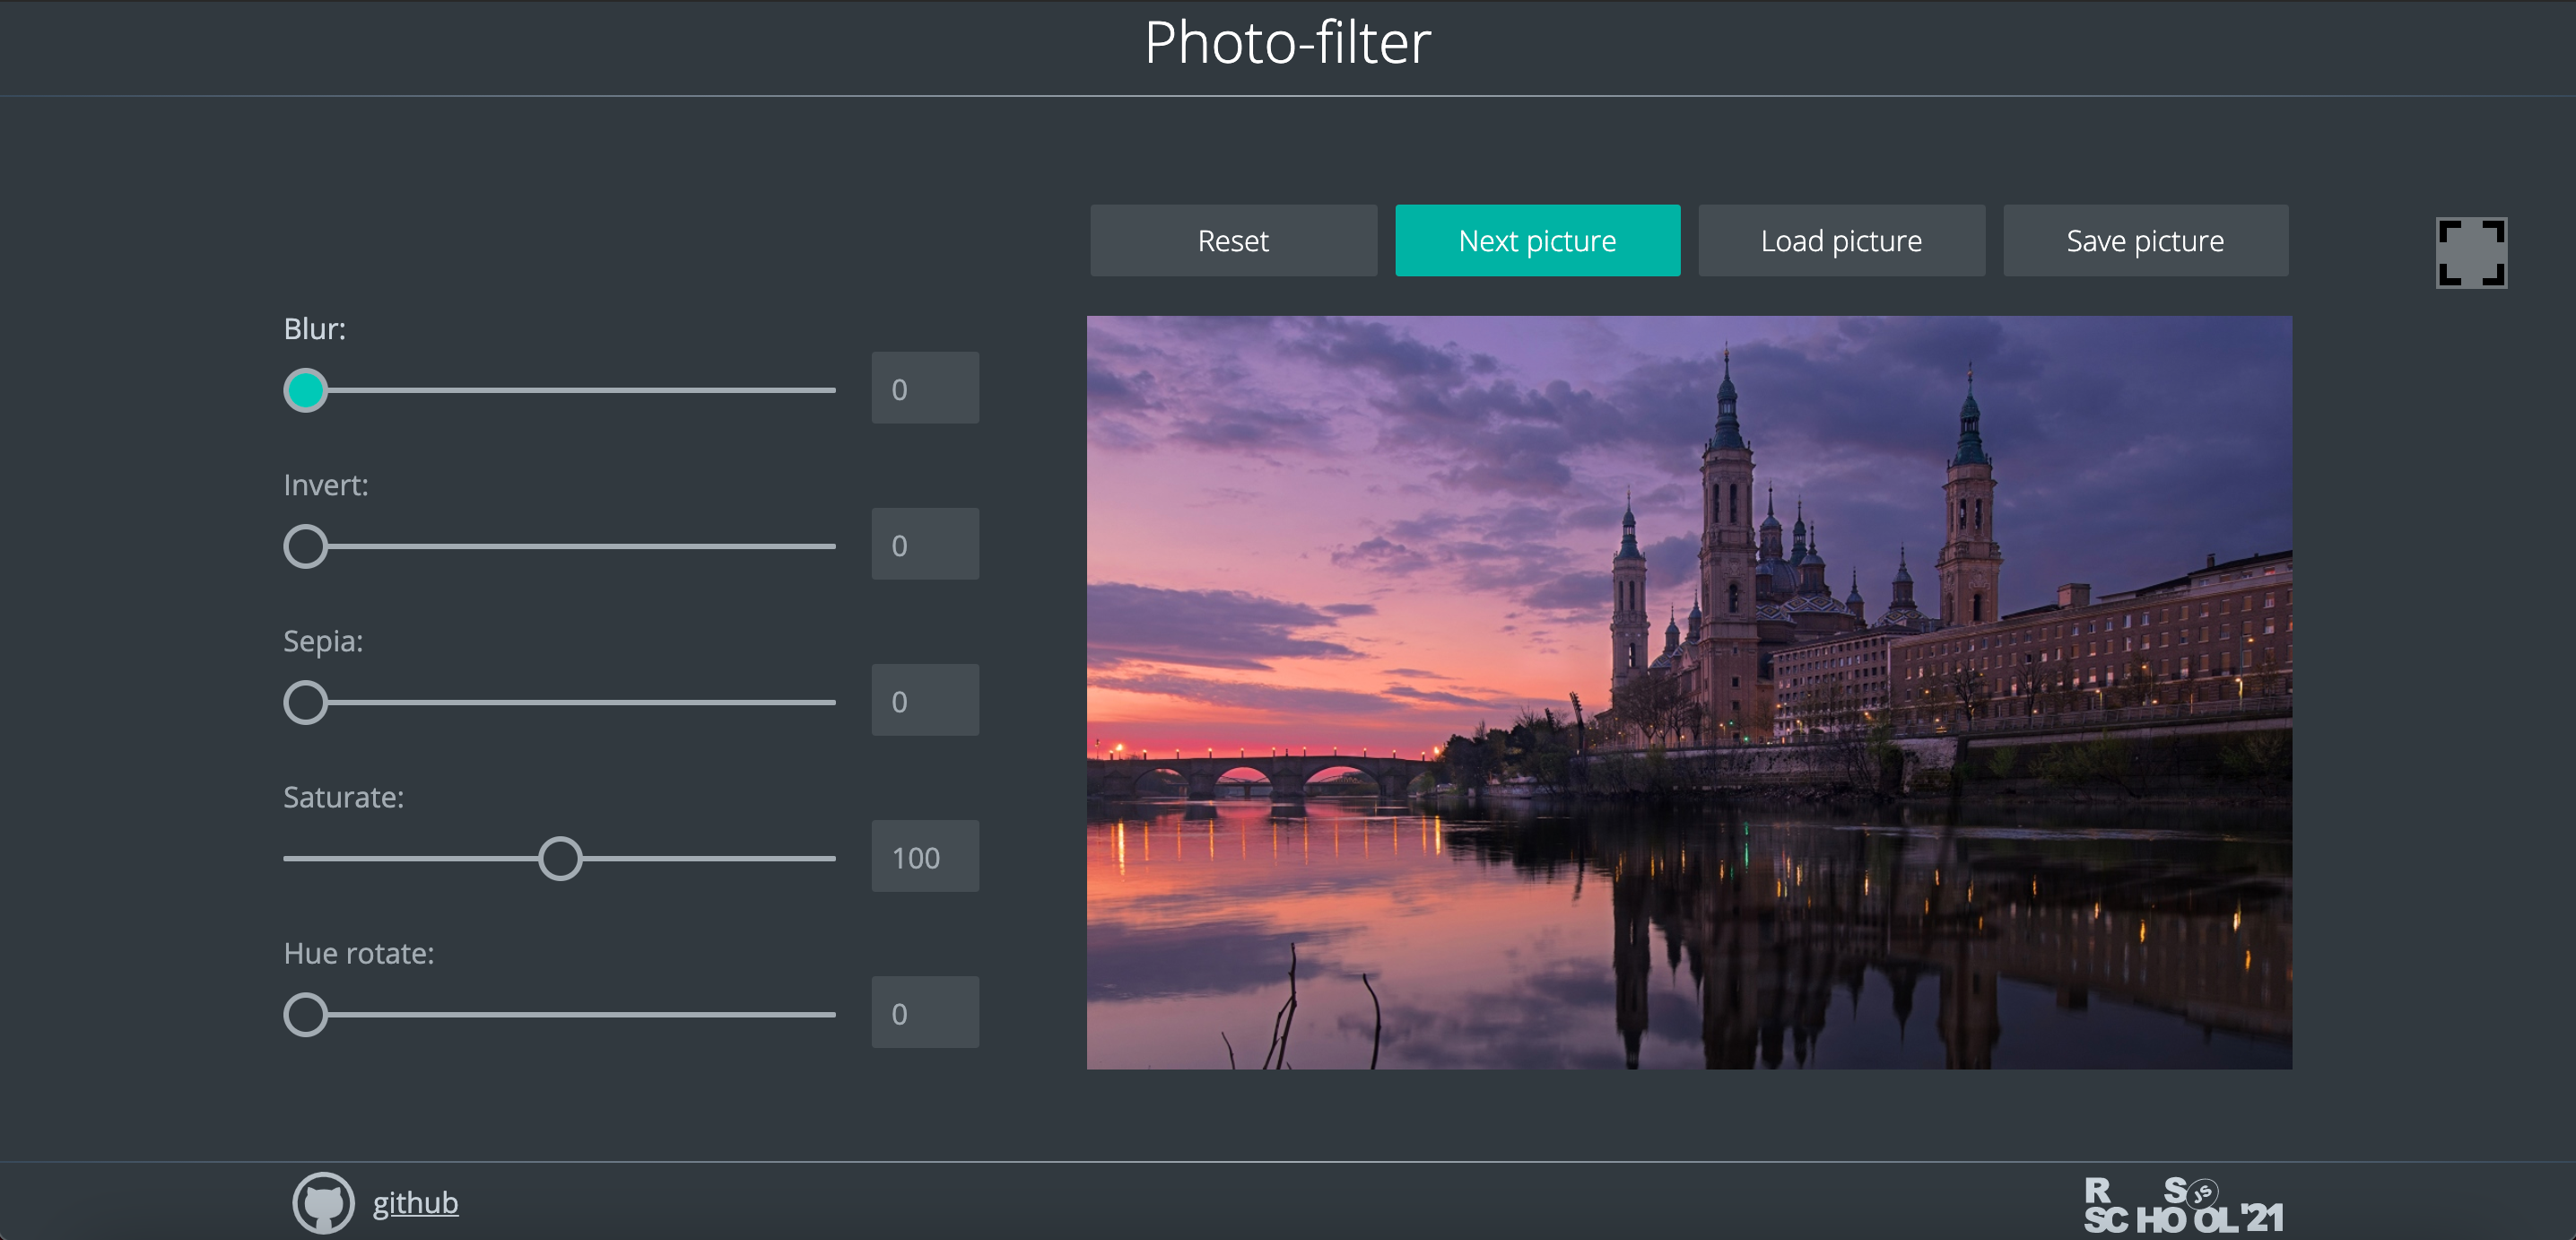 Photo-filter
Reset
Next picture
Load picture
Save picture
Blur:
0
Invert:
0
Sepia:
0
Saturate:
100
Hue rotate:
0
github
R S JS
SCHOOL'21